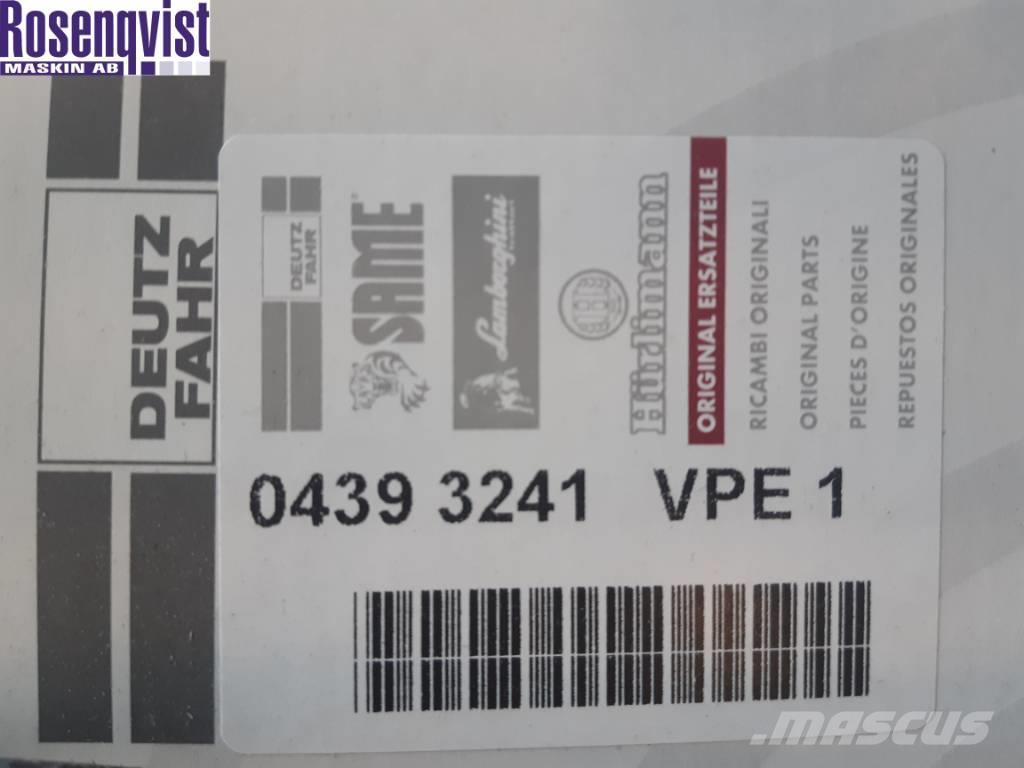 Rosenqvist
MASKIN AB
DEUTZ
FAHR
DEUTZ
FAHR
SAME
Lamborghini
Hürlimann
ORIGINAL ERSATZTEILE
RICAMBI ORIGINALI
ORIGINAL PARTS
PIECES D'ORIGINE
REPUESTOS ORIGINALES
0439 3241 VPE 1
MASCUS